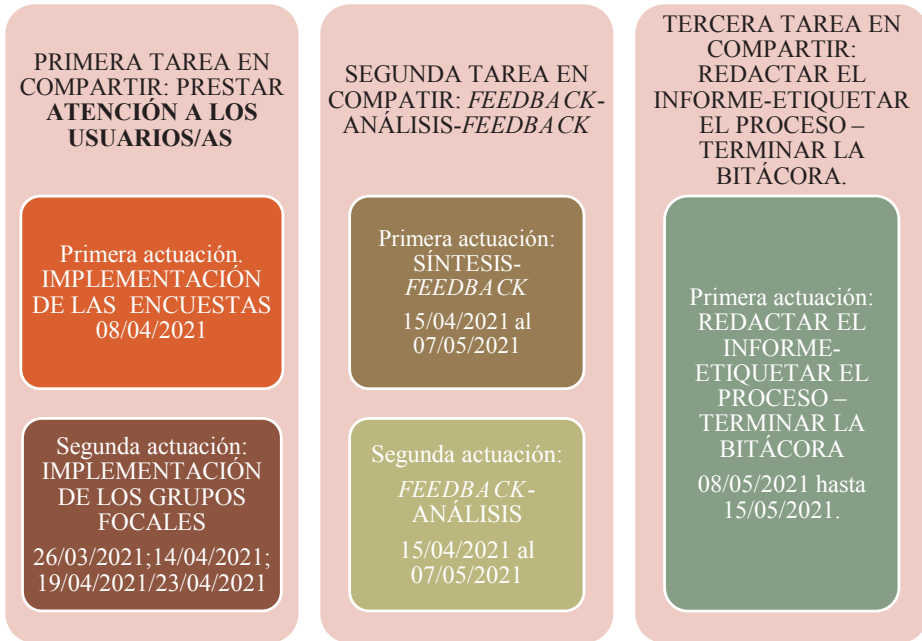 PRIMERA TAREA EN
COMPARTIR: PRESTAR
ATENCIÓN A LOS
USUARIOS/AS
Primera actuación.
IMPLEMENTACIÓN
DE LAS ENCUESTAS
08/04/2021
Segunda actuación:
IMPLEMENTACIÓN
DE LOS GRUPOS
FOCALES
26/03/2021;14/04/2021;
19/04/2021/23/04/2021
SEGUNDA TAREA EN
COMPATIR: FEEDBACK-
ANÁLISIS-FEEDBACK
Primera actuación:
SÍNTESIS-
FEEDBACK
15/04/2021 al
07/05/2021
Segunda actuación:
FEEDBACK-
ANÁLISIS
15/04/2021 al
07/05/2021
TERCERA TAREA EN
COMPARTIR:
REDACTAR EL
INFORME-ETIQUETAR
EL PROCESO –
TERMINAR LA
BITÁCORA.
Primera actuación:
REDACTAR EL
INFORME-
ETIQUETAR EL
PROCESO –
TERMINAR LA
BITÁCORA
08/05/2021 hasta
15/05/2021.